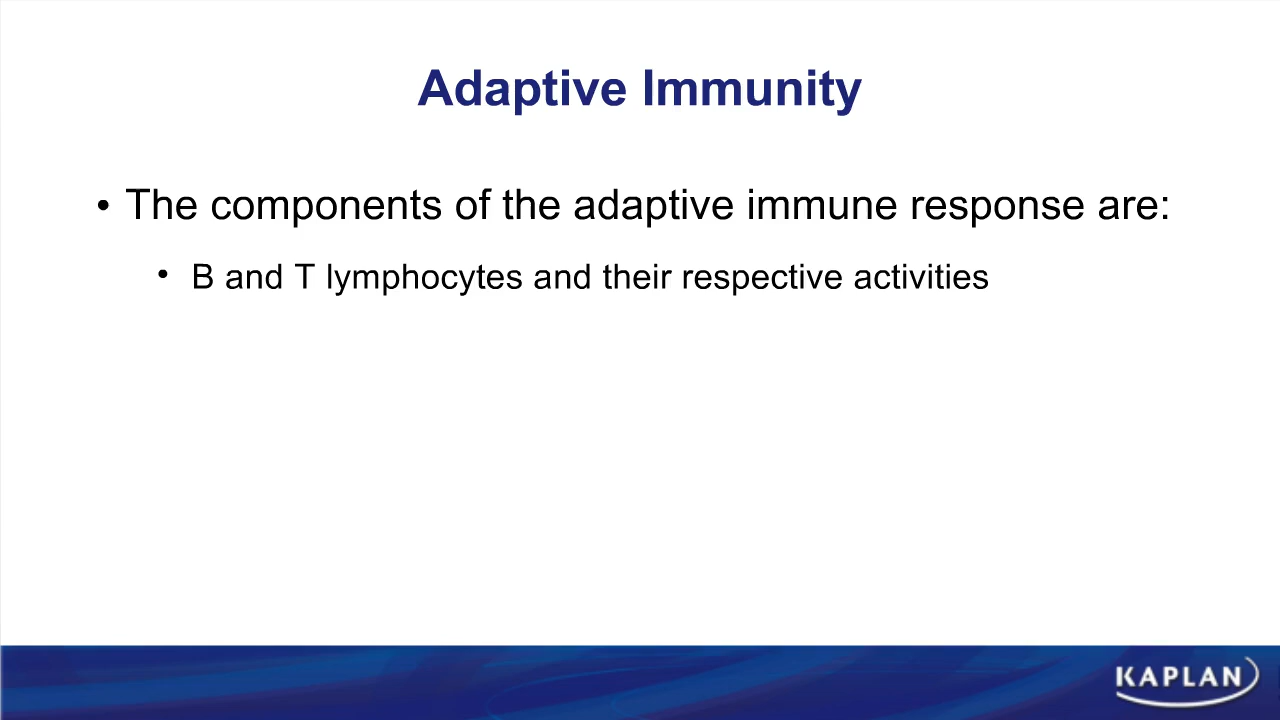 Adaptive Immunity
• The components of the adaptive immune response are:
• B and T lymphocytes and their respective activities
KAPLAN